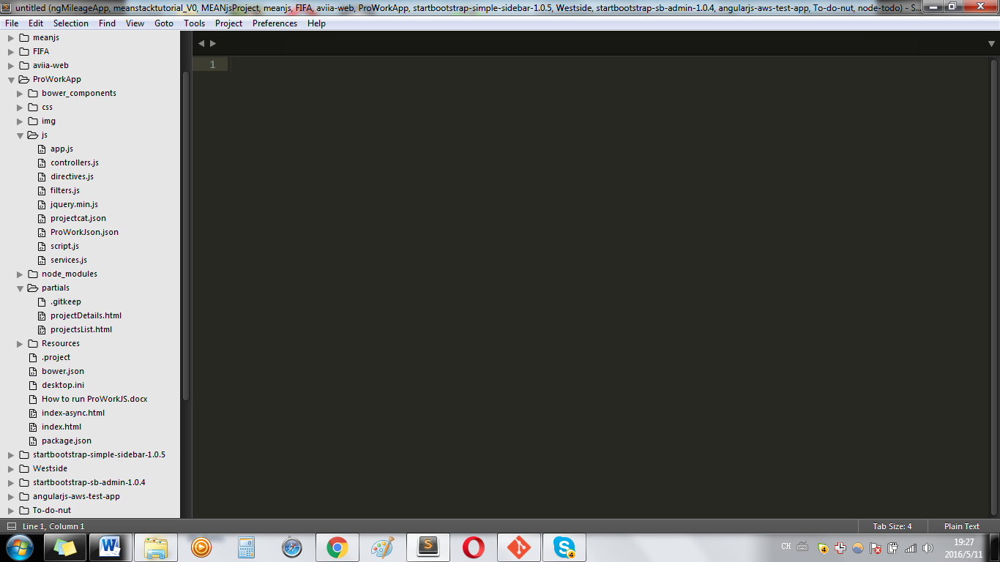 untitled (ngMileageApp, meanstacktutorial_V0, MEANjsProject, meanjs, FIFA, aviia-web, ProWorkApp, startbootstrap-simple-sidebar-1.0.5, Westside, startbootstrap-sb-admin-1.0.4, angularjs-aws-test-app, To-do-nut, node-todo) - S...
File Edit Selection Find View Goto Tools Project Preferences Help
meanjs
FIFA
aviia-web
ProWorkApp
bower_components
css
img
js
app.js
controllers.js
directives.js
filters.js
jquery.min.js
projectcat.json
ProWorkJson.json
script.js
services.js
node_modules
partials
.gitkeep
projectDetails.html
projectsList.html
Resources
.project
bower.json
desktop.ini
How to run ProWorkJS.docx
index-async.html
index.html
package.json
startbootstrap-simple-sidebar-1.0.5
Westside
startbootstrap-sb-admin-1.0.4
angularjs-aws-test-app
To-do-nut
1
Line 1, Column 1 Tab Size: 4 Plain Text
CH 19:27
2016/5/11